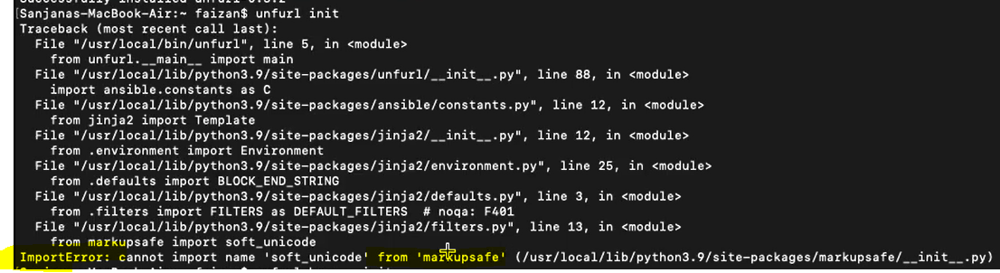 Successfully installed unfurl
[Sanjanas-MacBook-Air:~ faizan$ unfurl init
Traceback (most recent call last):
  File "/usr/local/bin/unfurl", line 5, in <module>
    from unfurl.__main__ import main
  File "/usr/local/lib/python3.9/site-packages/unfurl/__init__.py", line 88, in <module>
    import ansible.constants as C
  File "/usr/local/lib/python3.9/site-packages/ansible/constants.py", line 12, in <module>
    from jinja2 import Template
  File "/usr/local/lib/python3.9/site-packages/jinja2/__init__.py", line 12, in <module>
    from .environment import Environment
  File "/usr/local/lib/python3.9/site-packages/jinja2/environment.py", line 25, in <module>
    from .defaults import BLOCK_END_STRING
  File "/usr/local/lib/python3.9/site-packages/jinja2/defaults.py", line 3, in <module>
    from .filters import FILTERS as DEFAULT_FILTERS  # noqa: F401
  File "/usr/local/lib/python3.9/site-packages/jinja2/filters.py", line 13, in <module>
    from markupsafe import soft_unicode
ImportError: cannot import name 'soft_unicode' from 'markupsafe' (/usr/local/lib/python3.9/site-packages/markupsafe/__init__.py)